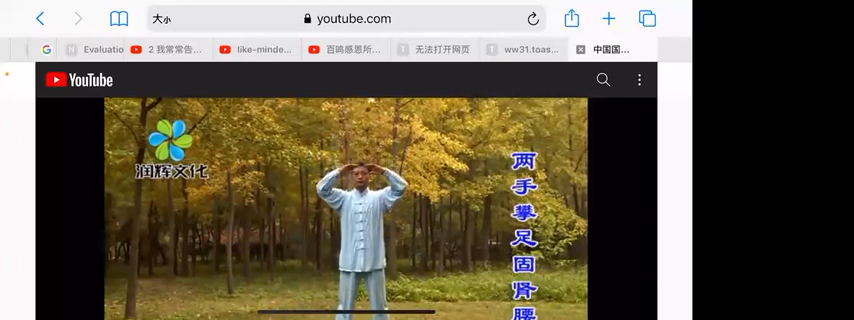 大小
youtube.com
Evaluatio
2 我常常告...
like-minde...
百鸣感恩所...
无法打开网页
ww31.toas...
中国国...
YouTube
润辉文化
两手攀足固肾腰